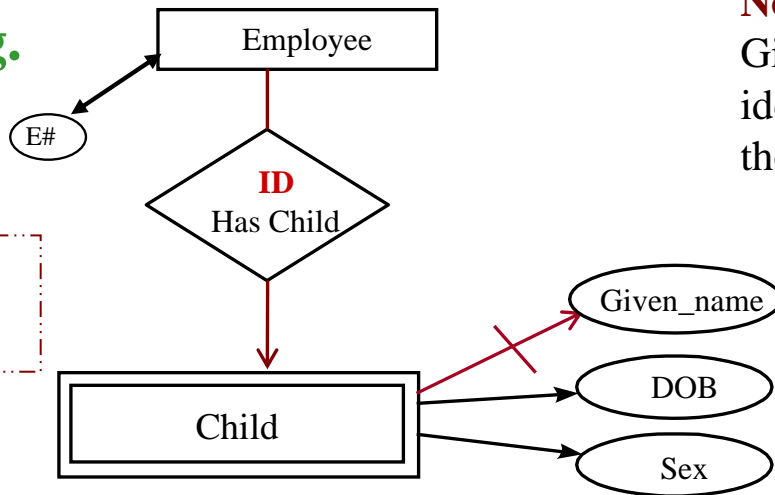 Employee
E#
ID
Has Child
Given_name
DOB
Child
Sex